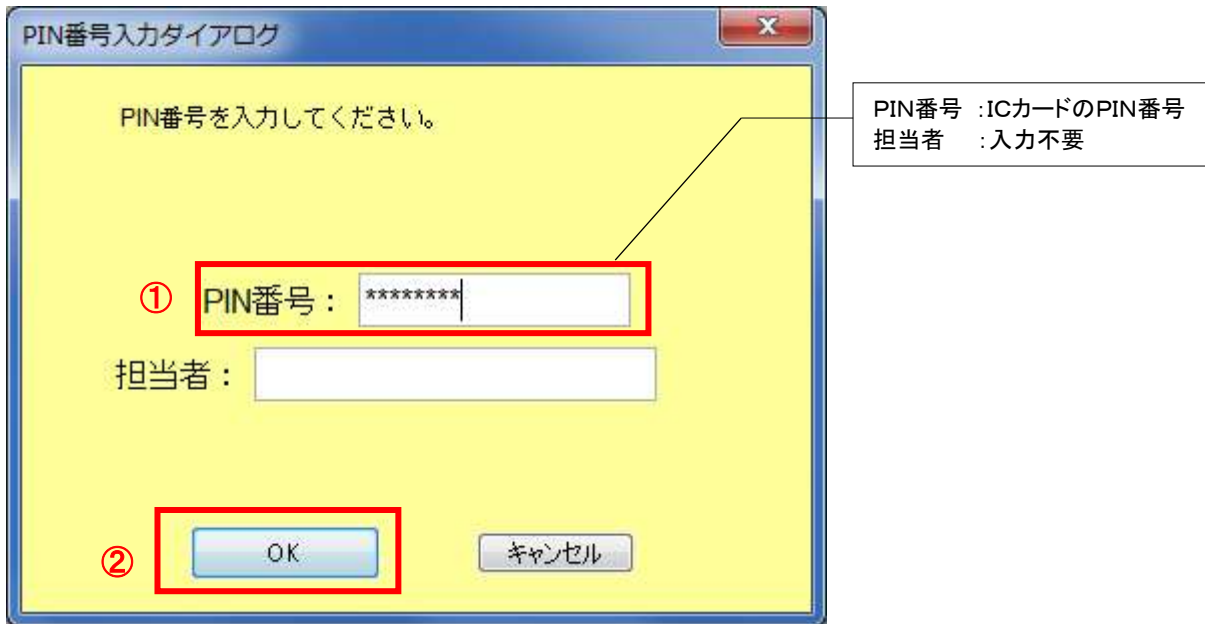 PIN番号入力ダイアログ
PIN番号を入力してください。
PIN番号 :ICカードのPIN番号
担当者 :入力不要
① PIN番号： ********
担当者：
② OK キャンセル